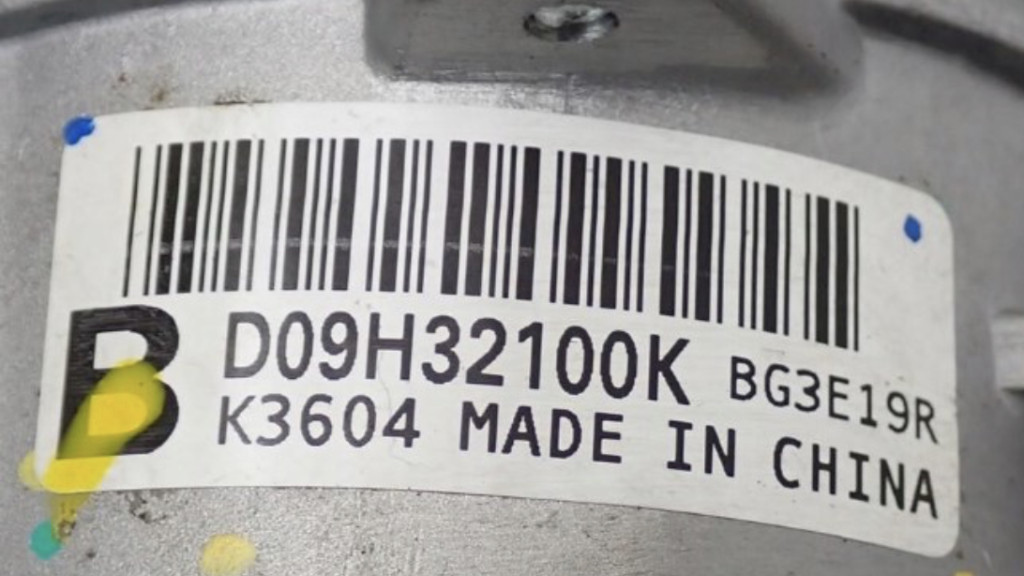 B D09H32100K BG3E19R
K3604 MADE IN CHINA